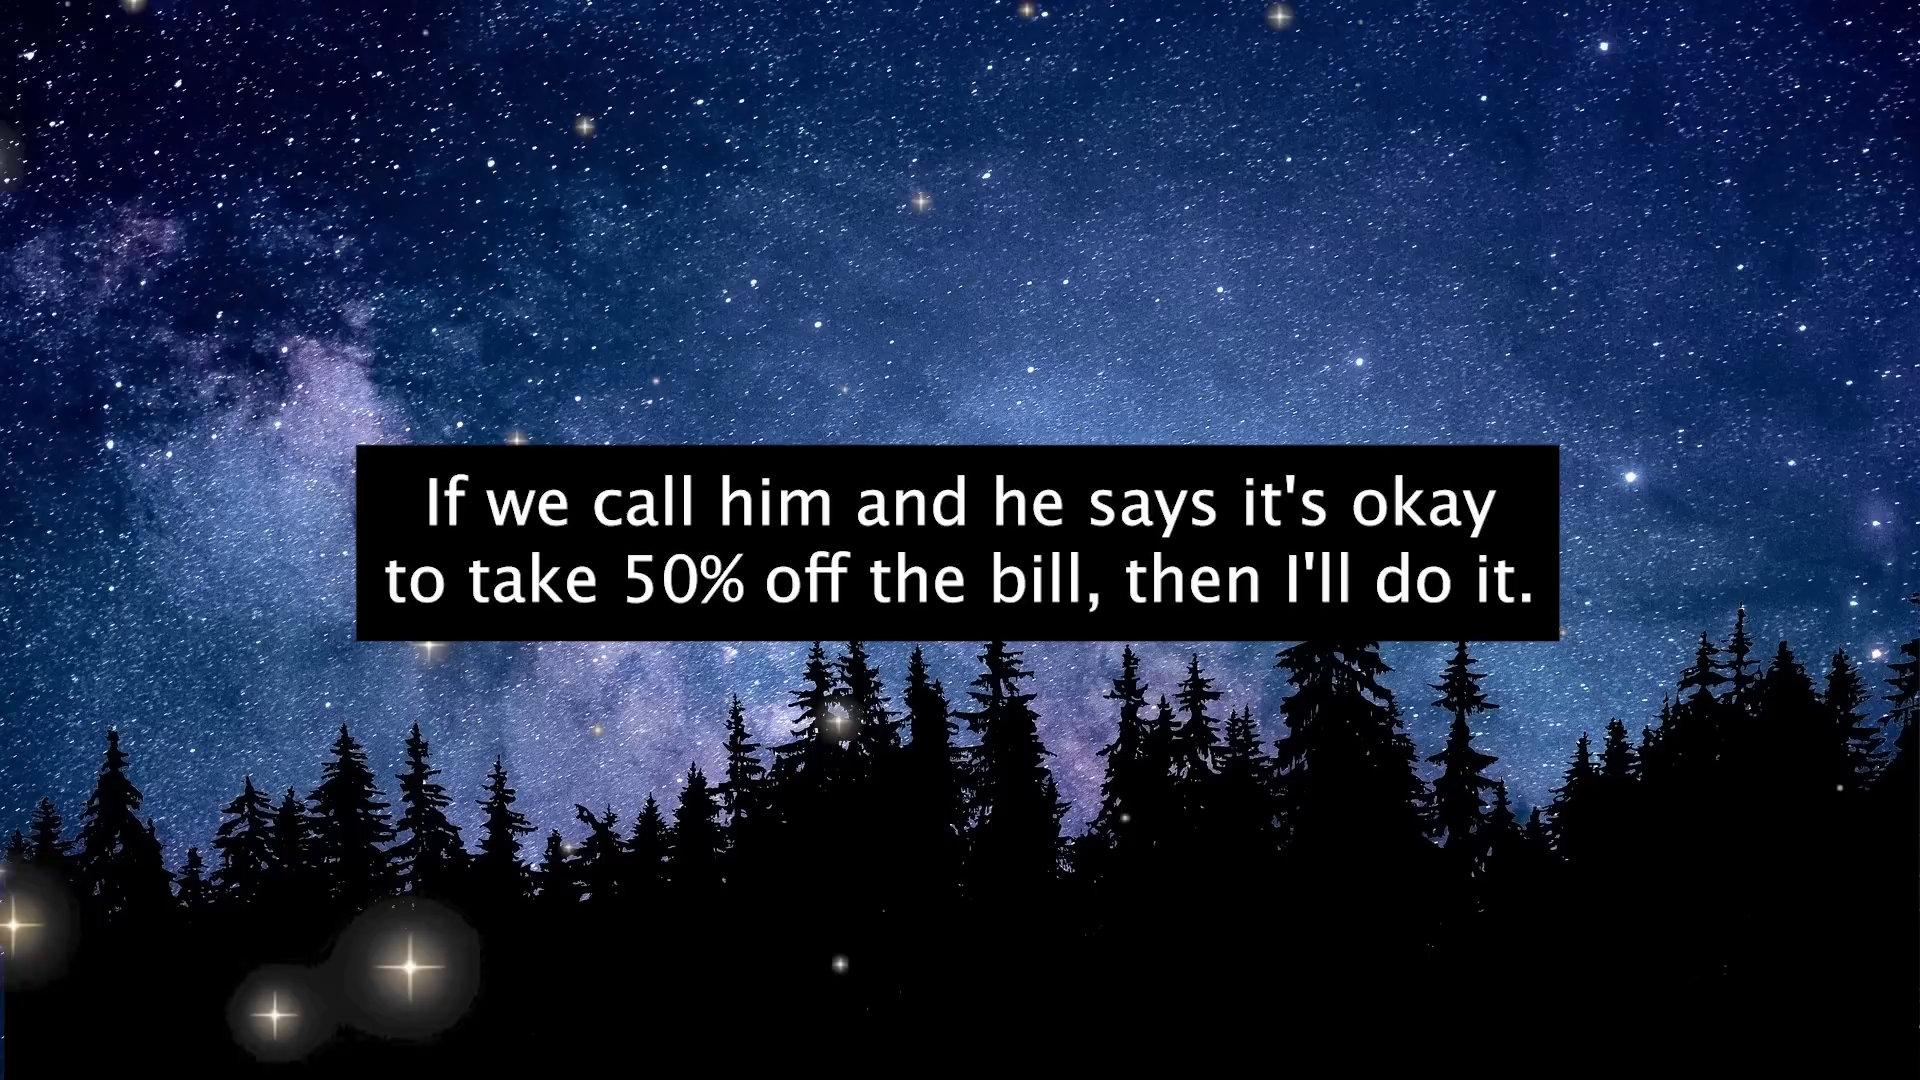 If we call him and he says it's okay
to take 50% off the bill, then I'll do it.